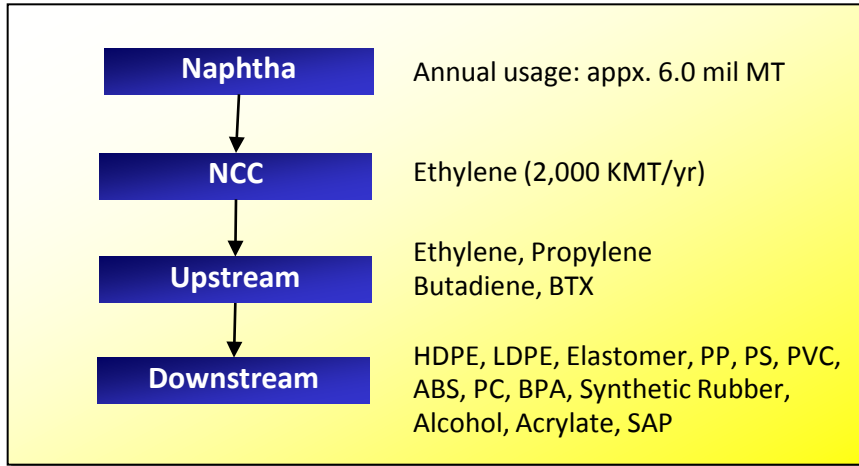 Naphtha Annual usage: appx. 6.0 mil MT
NCC Ethylene (2,000 KMT/yr)
Upstream Ethylene, Propylene
Butadiene, BTX
Downstream HDPE, LDPE, Elastomer, PP, PS, PVC,
ABS, PC, BPA, Synthetic Rubber,
Alcohol, Acrylate, SAP